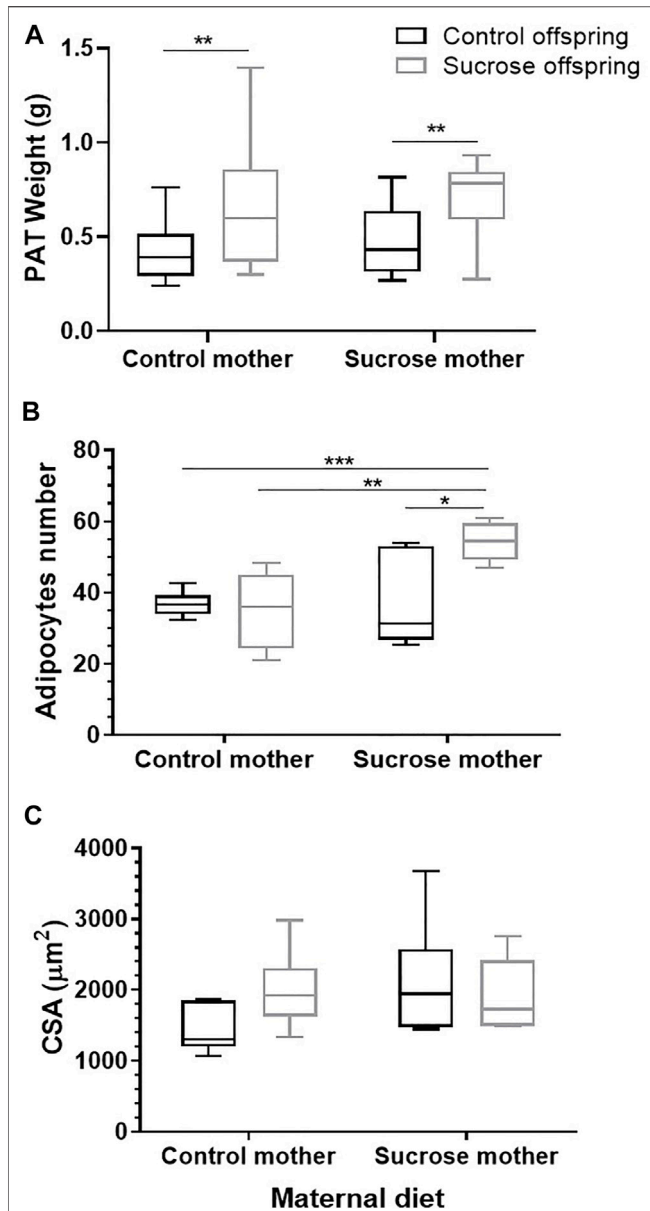 A
PAT Weight (g)
1.5
1.0
0.5
0.0
**
**
Control offspring
Sucrose offspring
Control mother
Sucrose mother
B
Adipocytes number
80
60
40
20
0
***
**
*
Control mother
Sucrose mother
C
CSA (μm²)
4000
3000
2000
1000
0
Control mother
Sucrose mother
Maternal diet